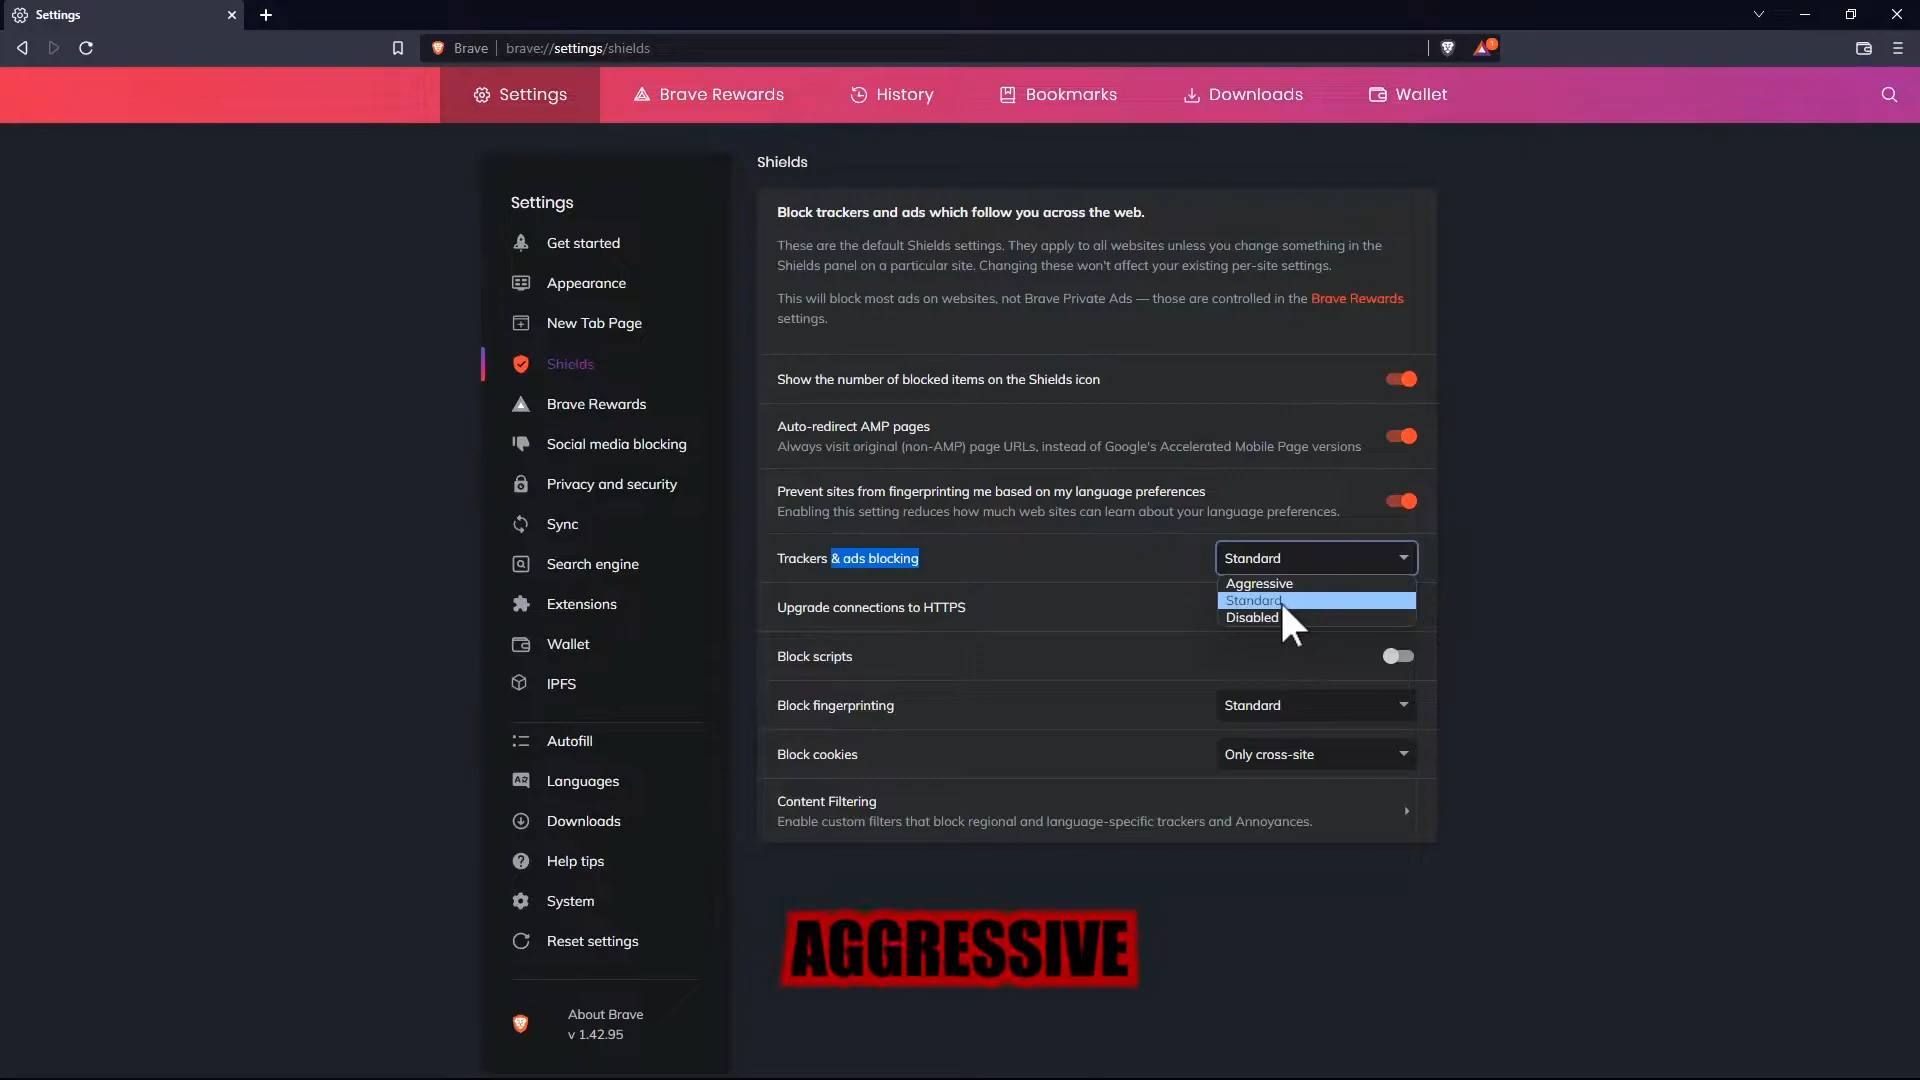 Settings
Brave
brave://settings/shields
1
Settings
Brave Rewards
History
Bookmarks
Downloads
Wallet
Settings
Get started
Appearance
New Tab Page
Shields
Brave Rewards
Social media blocking
Privacy and security
Sync
Search engine
Extensions
Wallet
IPFS
Autofill
Languages
Downloads
Help tips
System
Reset settings
About Brave
v 1.42.95
Shields
Block trackers and ads which follow you across the web.
These are the default Shields settings. They apply to all websites unless you change something in the
Shields panel on a particular site. Changing these won't affect your existing per-site settings.
This will block most ads on websites, not Brave Private Ads — those are controlled in the Brave Rewards
settings.
Show the number of blocked items on the Shields icon
Auto-redirect AMP pages
Always visit original (non-AMP) page URLs, instead of Google's Accelerated Mobile Page versions
Prevent sites from fingerprinting me based on my language preferences
Enabling this setting reduces how much web sites can learn about your language preferences.
Trackers & ads blocking
Standard
Aggressive
Standard
Disabled
Upgrade connections to HTTPS
Block scripts
Block fingerprinting
Standard
Block cookies
Only cross-site
Content Filtering
Enable custom filters that block regional and language-specific trackers and Annoyances.
AGGRESSIVE